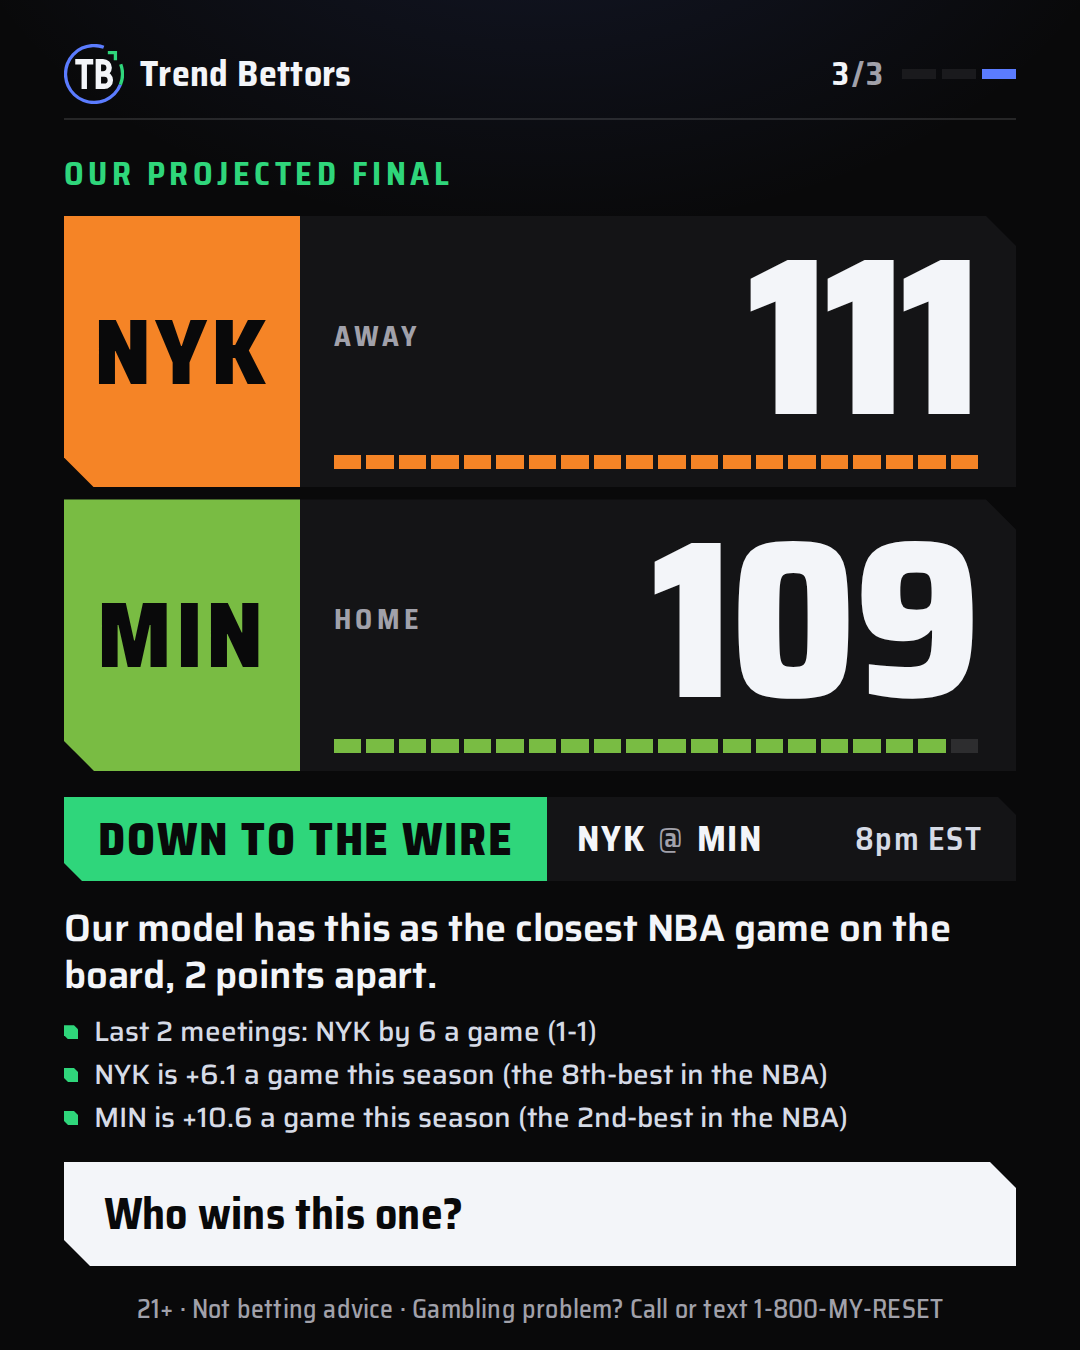 TB Trend Bettors
3/3
OUR PROJECTED FINAL
NYK
AWAY
111
MIN
HOME
109
DOWN TO THE WIRE
NYK @ MIN
8pm EST
Our model has this as the closest NBA game on the
board, 2 points apart.
Last 2 meetings: NYK by 6 a game (1-1)
NYK is +6.1 a game this season (the 8th-best in the NBA)
MIN is +10.6 a game this season (the 2nd-best in the NBA)
Who wins this one?
21+ · Not betting advice · Gambling problem? Call or text 1-800-MY-RESET